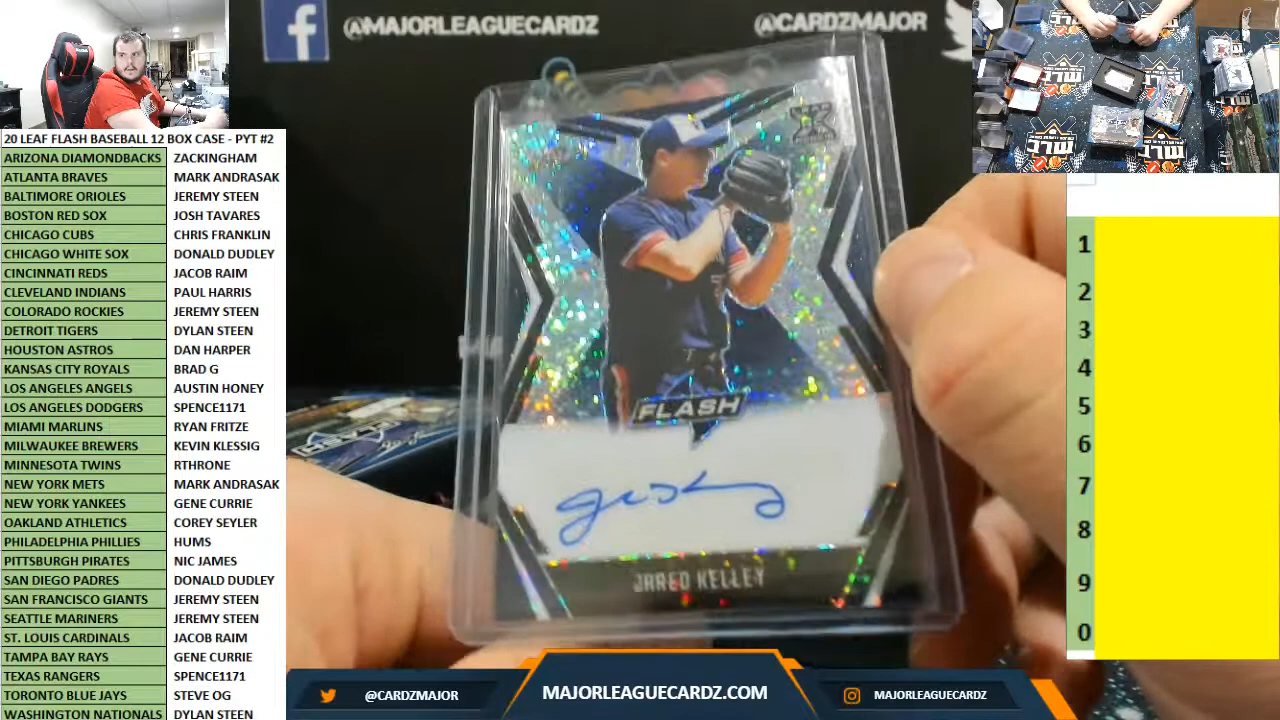 @MAJORLEAGUECARDZ
@CARDZMAJOR
20 LEAF FLASH BASEBALL 12 BOX CASE - PYT #2
ARIZONA DIAMONDBACKS ZACKINGHAM
ATLANTA BRAVES MARK ANDRASAK
BALTIMORE ORIOLES JEREMY STEEN
BOSTON RED SOX JOSH TAVARES
CHICAGO CUBS CHRIS FRANKLIN
CHICAGO WHITE SOX DONALD DUDLEY
CINCINNATI REDS JACOB RAIM
CLEVELAND INDIANS PAUL HARRIS
COLORADO ROCKIES JEREMY STEEN
DETROIT TIGERS DYLAN STEEN
HOUSTON ASTROS DAN HARPER
KANSAS CITY ROYALS BRAD G
LOS ANGELES ANGELS AUSTIN HONEY
LOS ANGELES DODGERS SPENCE1171
MIAMI MARLINS RYAN FRITZE
MILWAUKEE BREWERS KEVIN KLESSIG
MINNESOTA TWINS RTHRONE
NEW YORK METS MARK ANDRASAK
NEW YORK YANKEES GENE CURRIE
OAKLAND ATHLETICS COREY SEYLER
PHILADELPHIA PHILLIES HUMS
PITTSBURGH PIRATES NIC JAMES
SAN DIEGO PADRES DONALD DUDLEY
SAN FRANCISCO GIANTS JEREMY STEEN
SEATTLE MARINERS JEREMY STEEN
ST. LOUIS CARDINALS JACOB RAIM
TAMPA BAY RAYS GENE CURRIE
TEXAS RANGERS SPENCE1171
TORONTO BLUE JAYS STEVE OG
WASHINGTON NATIONALS DYLAN STEEN
FLASH
JARED KELLEY
1
2
3
4
5
6
7
8
9
0
@CARDZMAJOR
MAJORLEAGUECARDZ.COM
MAJORLEAGUECARDZ